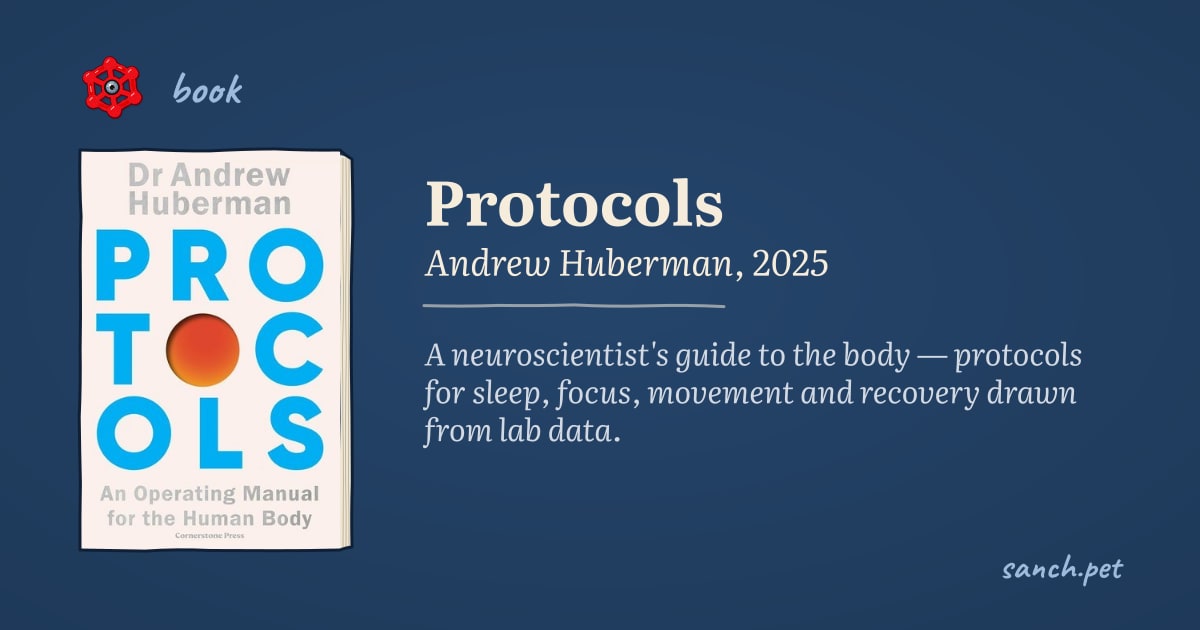 book
Dr Andrew
Huberman
PRO
TOC
OLS
An Operating Manual
for the Human Body
Cornerstone Press
Protocols
Andrew Huberman, 2025
A neuroscientist's guide to the body — protocols
for sleep, focus, movement and recovery drawn
from lab data.
sanch.pet